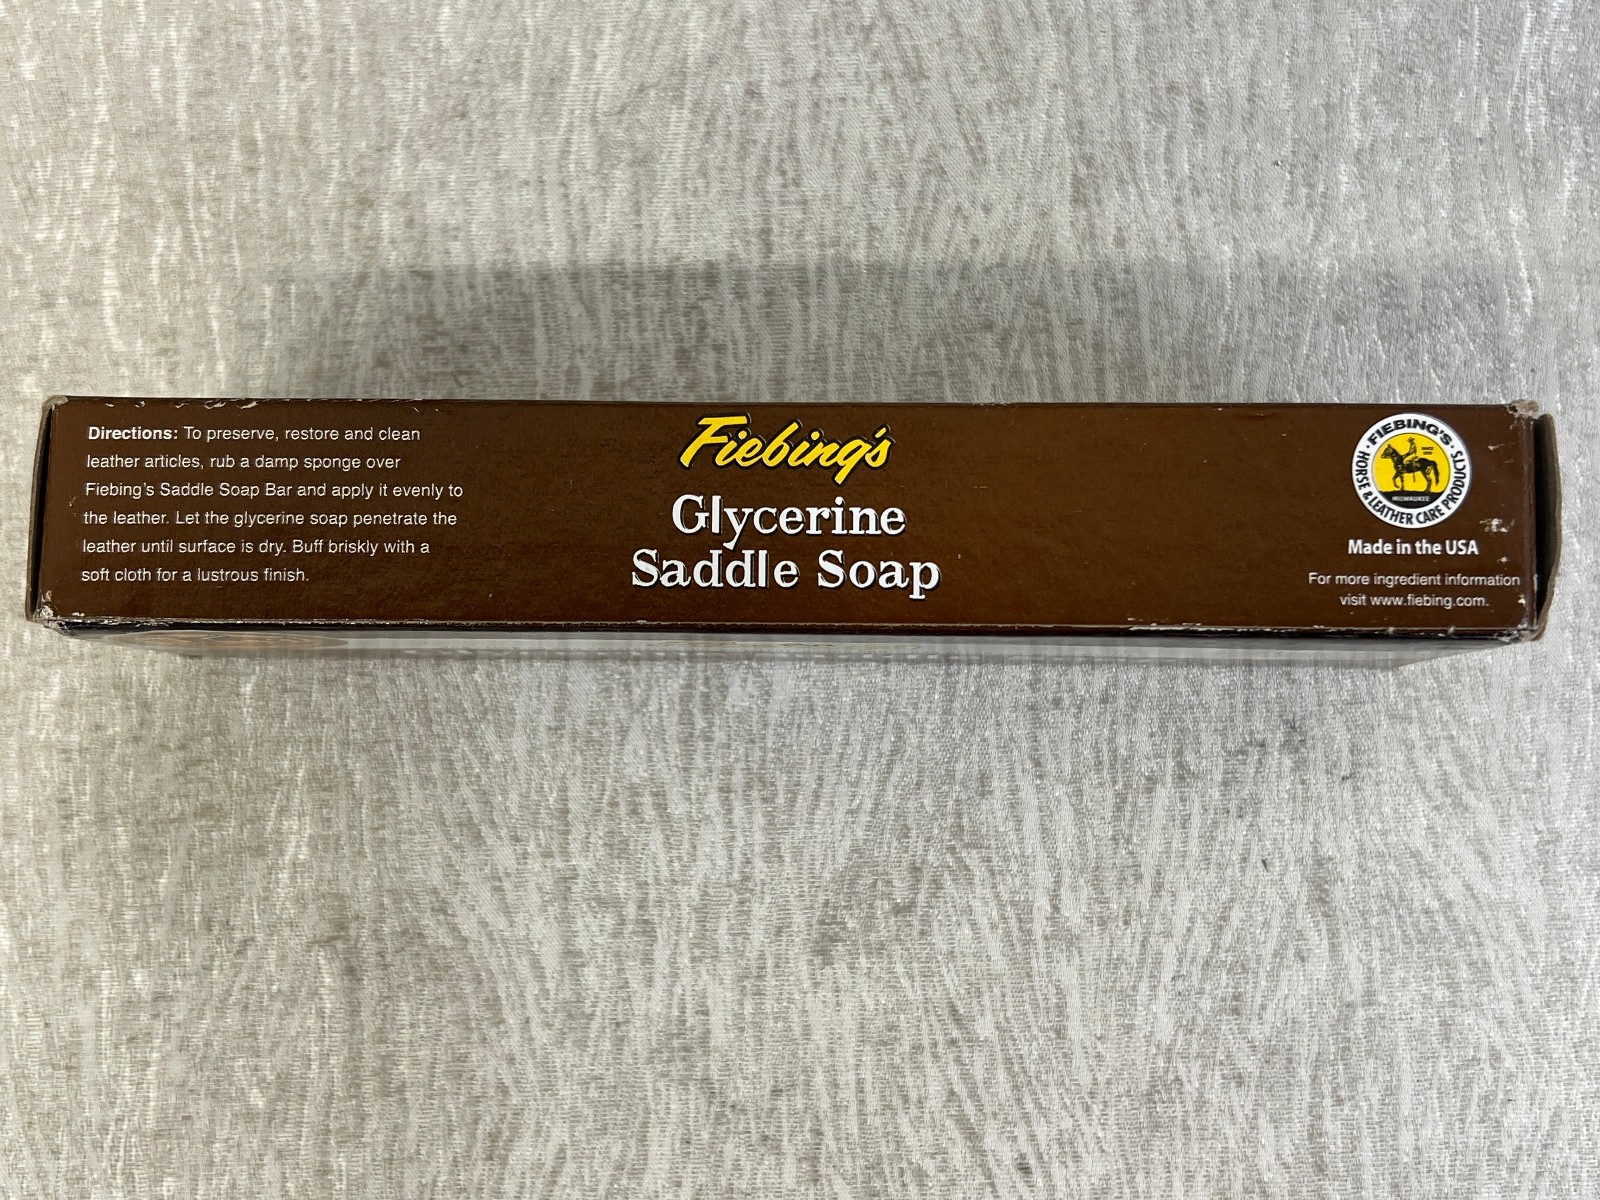 Directions: To preserve, restore and clean
leather articles, rub a damp sponge over
Fiebing's Saddle Soap Bar and apply it evenly to
the leather. Let the glycerine soap penetrate the
leather until surface is dry. Buff briskly with a
soft cloth for a lustrous finish.
Fiebing's
Glycerine
Saddle Soap
FIEBING'S
HORSE & LEATHER CARE PRODUCTS
MILWAUKEE
Made in the USA
For more ingredient information
visit www.fiebing.com.